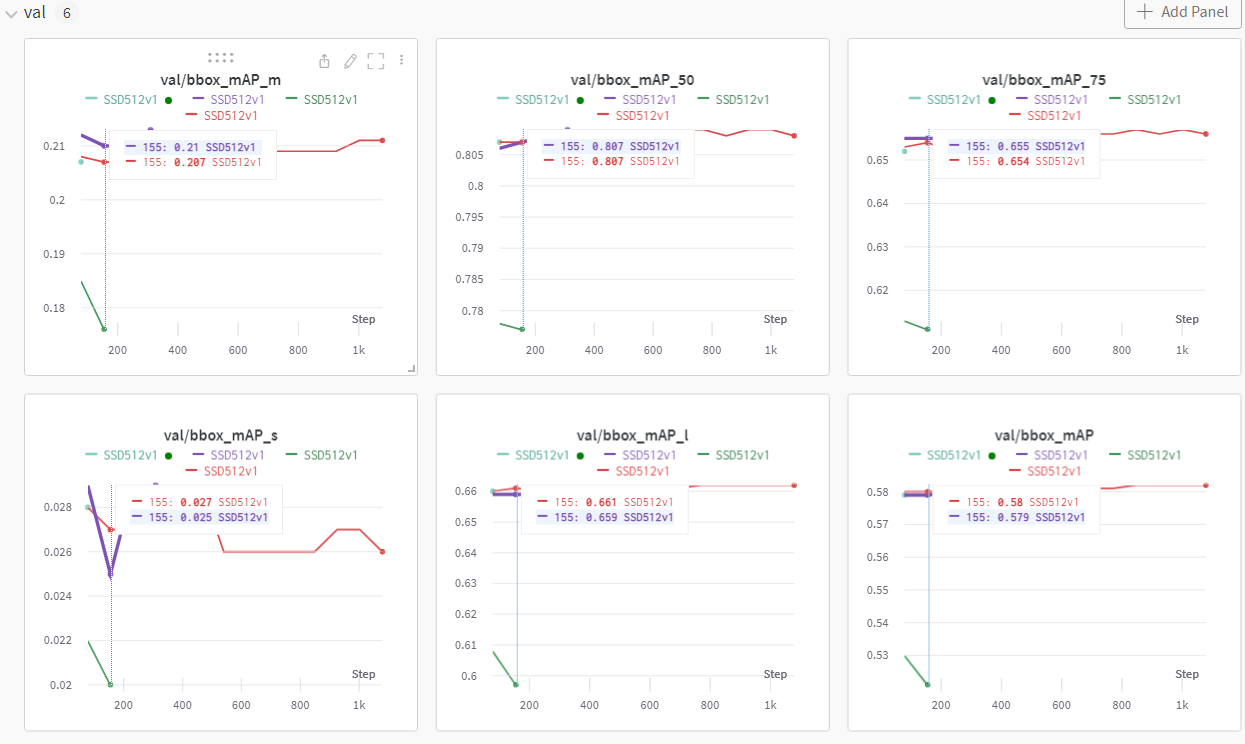 val 6
Add Panel
val/bbox_mAP_m
SSD512v1 SSD512v1 SSD512v1
SSD512v1
0.21
0.2
0.19
0.18
155: 0.21 SSD512v1
155: 0.207 SSD512v1
Step
200 400 600 800 1k
val/bbox_mAP_50
SSD512v1 SSD512v1 SSD512v1
SSD512v1
0.805
0.8
0.795
0.79
0.785
0.78
155: 0.807 SSD512v1
155: 0.807 SSD512v1
Step
200 400 600 800 1k
val/bbox_mAP_75
SSD512v1 SSD512v1 SSD512v1
SSD512v1
0.65
0.64
0.63
0.62
155: 0.655 SSD512v1
155: 0.654 SSD512v1
Step
200 400 600 800 1k
val/bbox_mAP_s
SSD512v1 SSD512v1 SSD512v1
SSD512v1
0.028
0.026
0.024
0.022
0.02
155: 0.027 SSD512v1
155: 0.025 SSD512v1
Step
200 400 600 800 1k
val/bbox_mAP_l
SSD512v1 SSD512v1 SSD512v1
SSD512v1
0.66
0.65
0.64
0.63
0.62
0.61
0.6
155: 0.661 SSD512v1
155: 0.659 SSD512v1
Step
200 400 600 800 1k
val/bbox_mAP
SSD512v1 SSD512v1 SSD512v1
SSD512v1
0.58
0.57
0.56
0.55
0.54
0.53
155: 0.58 SSD512v1
155: 0.579 SSD512v1
Step
200 400 600 800 1k